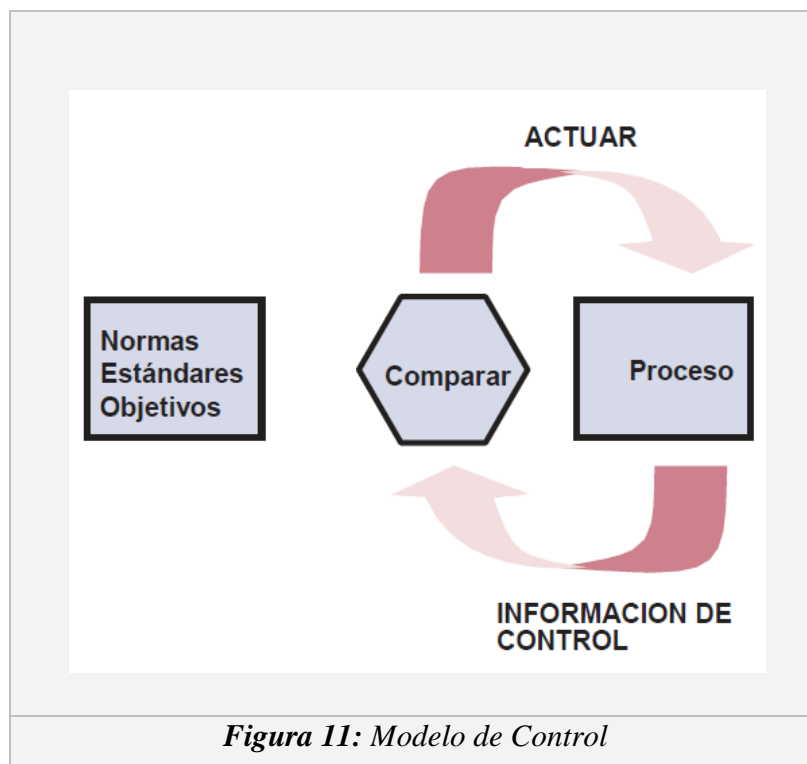 ACTUAR
Normas
Estándares
Objetivos
Comparar
Proceso
INFORMACION DE
CONTROL
Figura 11: Modelo de Control